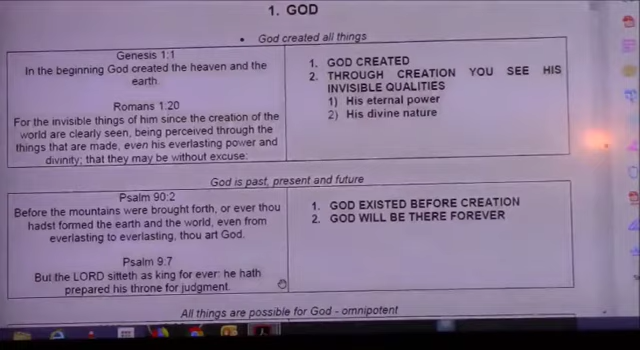 1. GOD
• God created all things
Genesis 1:1
In the beginning God created the heaven and the
earth.
Romans 1:20
For the invisible things of him since the creation of the
world are clearly seen, being perceived through the
things that are made, even his everlasting power and
divinity; that they may be without excuse:
1. GOD CREATED
2. THROUGH CREATION YOU SEE HIS
INVISIBLE QUALITIES
1) His eternal power
2) His divine nature
God is past, present and future
Psalm 90:2
Before the mountains were brought forth, or ever thou
hadst formed the earth and the world, even from
everlasting to everlasting, thou art God.
Psalm 9:7
But the LORD sitteth as king for ever: he hath
prepared his throne for judgment.
1. GOD EXISTED BEFORE CREATION
2. GOD WILL BE THERE FOREVER
All things are possible for God - omnipotent